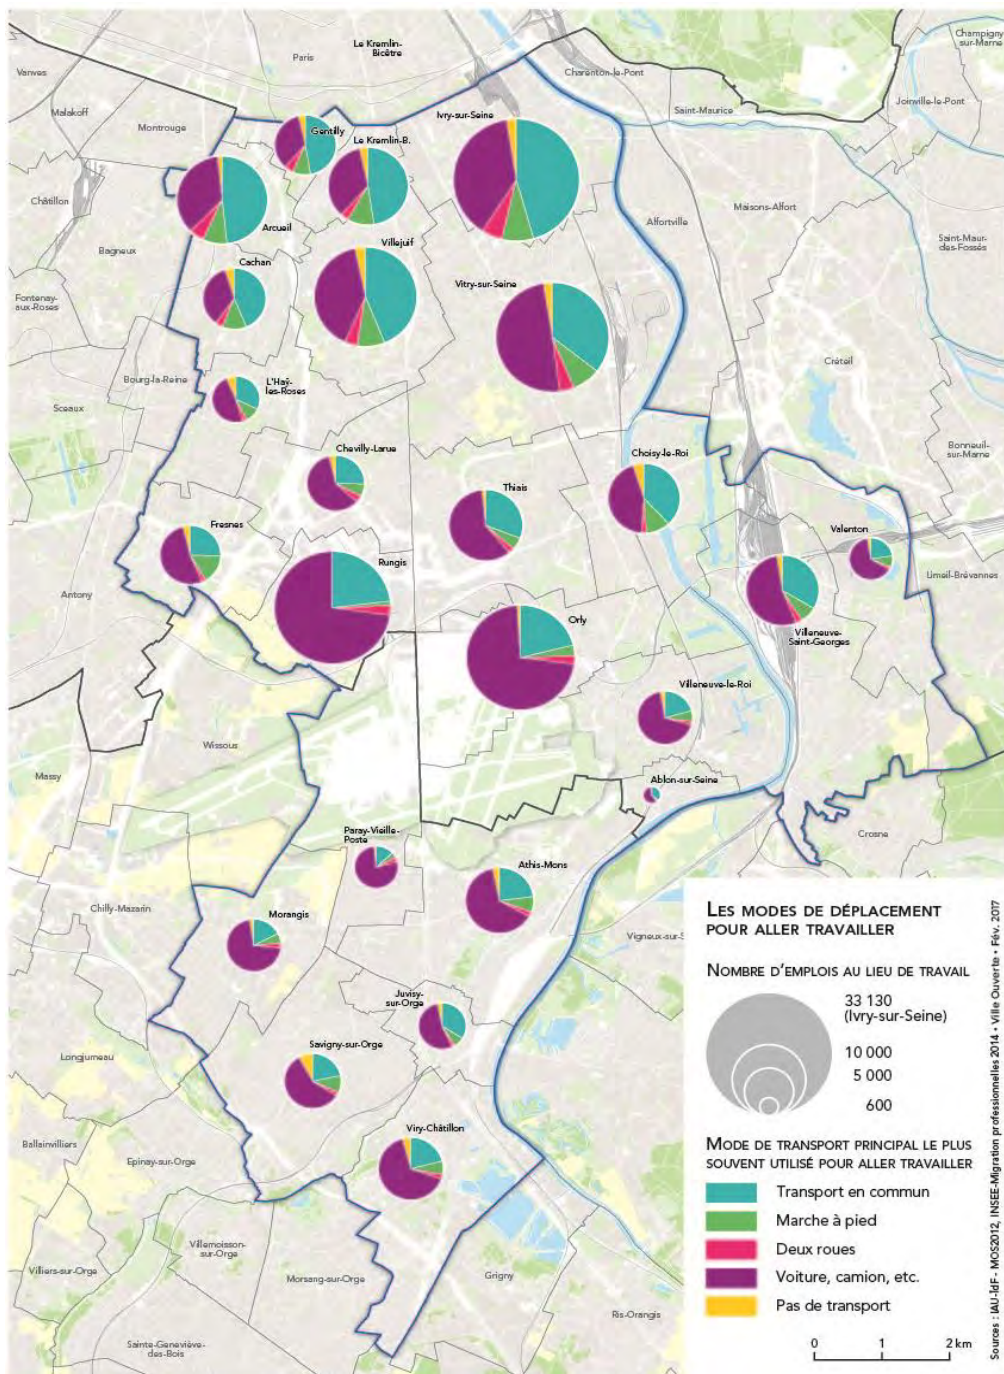 Le Kremlin-
Bicêtre
Paris
Vanves
Malakoff
Montrouge
Charenton-le-Pont
Champigny
-sur-Marne
Joinville-le-Pont
Saint-Maurice
Ivry-sur-Seine
Gentilly
Le Kremlin-B.
Châtillon
Bagneux
Arcueil
Alfortville
Maisons-Alfort
Saint-Maur-
des-Fossés
Villejuif
Cachan
Vitry-sur-Seine
Fontenay-
aux-Roses
Bourg-la-Reine
L'Haÿ-
les-Roses
Créteil
Sceaux
Chevilly-Larue
Choisy-le-Roi
Bonneuil-
sur-Marne
Thiais
Fresnes
Valenton
Rungis
Limeil-Brévannes
Antony
Orly
Villeneuve-
Saint-Georges
Villeneuve-le-Roi
Wissous
Massy
Ablon-sur-Seine
Crosne
Paray-Vieille-
Poste
Athis-Mons
Chilly-Mazarin
Morangis
Vigneux-sur-S
Juvisy-
sur-Orge
Savigny-sur-Orge
Longjumeau
Viry-Châtillon
Ballainvilliers
Epinay-sur-Orge
Villemoisson-
sur-Orge
Villiers-sur-Orge
Morsang-sur-Orge
Grigny
Ris-Orangis
Sainte-Geneviève-
des-Bois
Les modes de déplacement
pour aller travailler
Nombre d'emplois au lieu de travail
33 130
(Ivry-sur-Seine)
10 000
5 000
600
Mode de transport principal le plus
souvent utilisé pour aller travailler
Transport en commun
Marche à pied
Deux roues
Voiture, camion, etc.
Pas de transport
0 1 2 km
Sources : IAU-îdF - MOS2012, INSEE-Migration professionnelles 2014 • Ville Ouverte • Fév. 2017